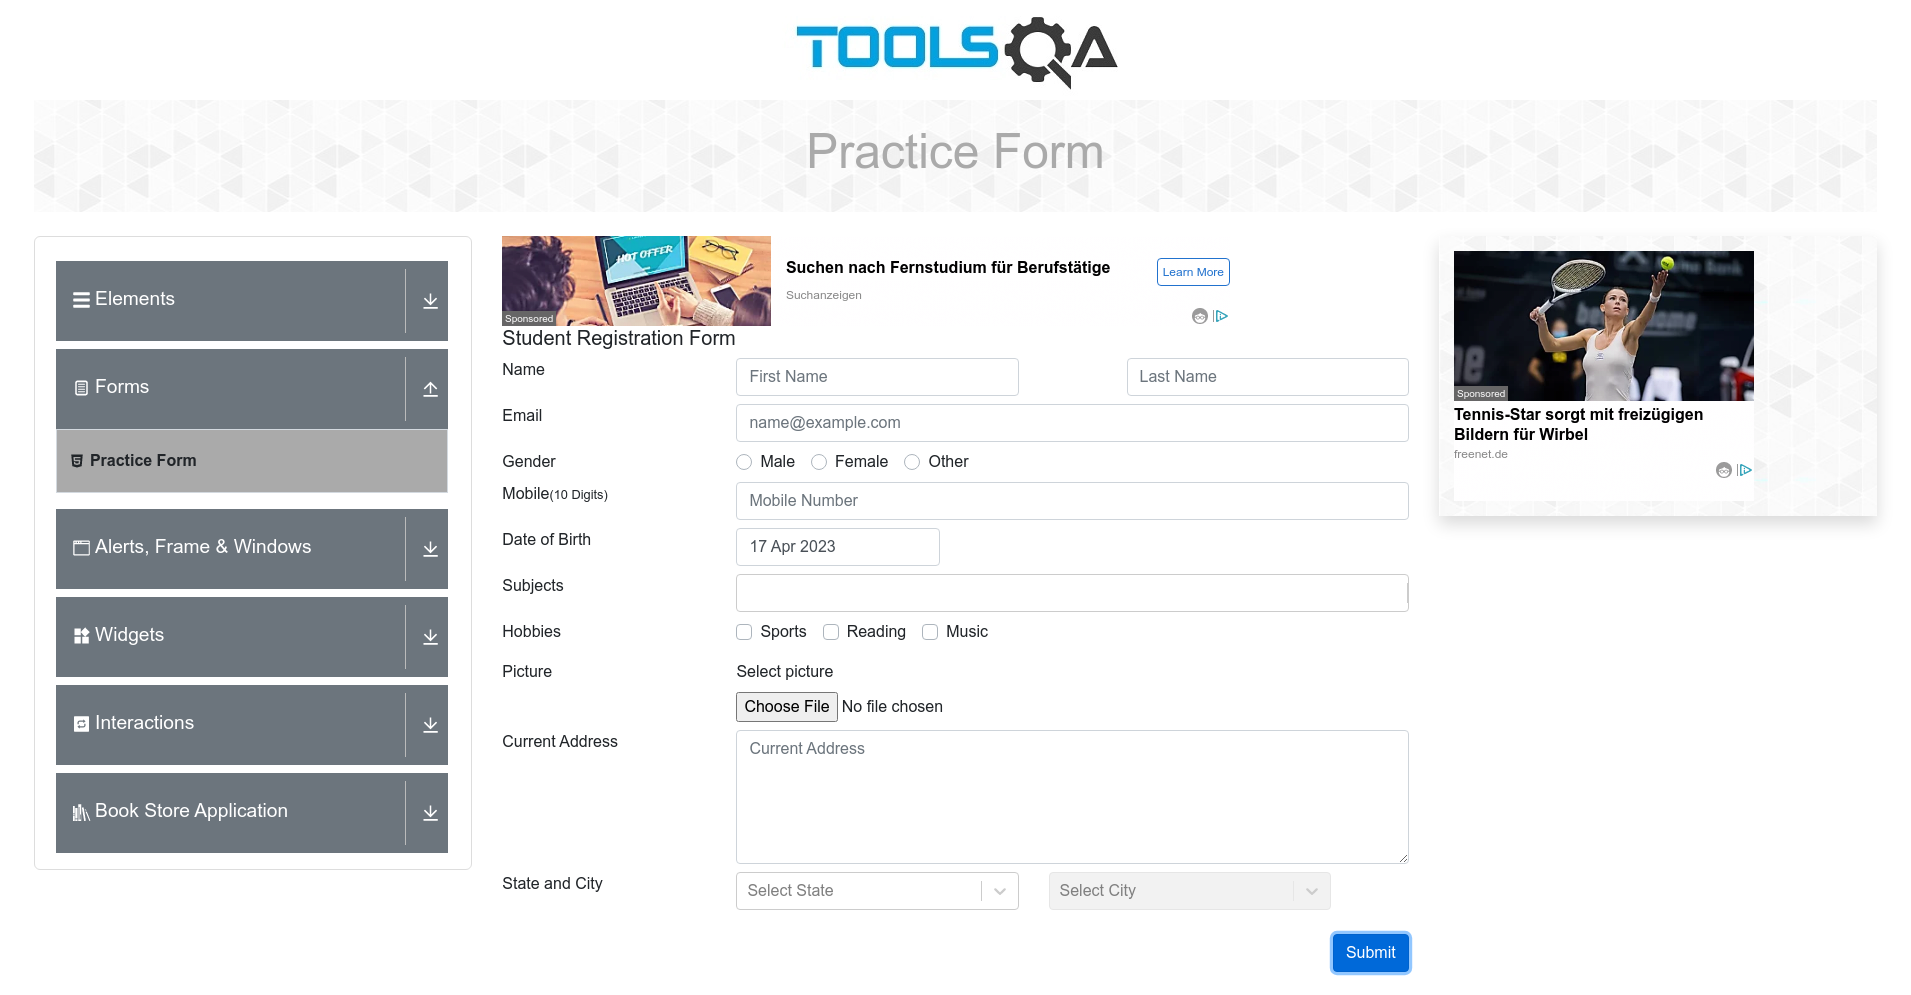 TOOLSQA
Practice Form
Elements
Forms
Practice Form
Alerts, Frame & Windows
Widgets
Interactions
Book Store Application
HOT OFFER
Sponsored
Suchen nach Fernstudium für Berufstätige
Suchanzeigen
Learn More
Student Registration Form
Name
First Name
Last Name
Email
name@example.com
Gender
Male Female Other
Mobile(10 Digits)
Mobile Number
Date of Birth
17 Apr 2023
Subjects
Hobbies
Sports Reading Music
Picture
Select picture
Choose File No file chosen
Current Address
Current Address
State and City
Select State
Select City
Submit
Sponsored
Tennis-Star sorgt mit freizügigen
Bildern für Wirbel
freenet.de